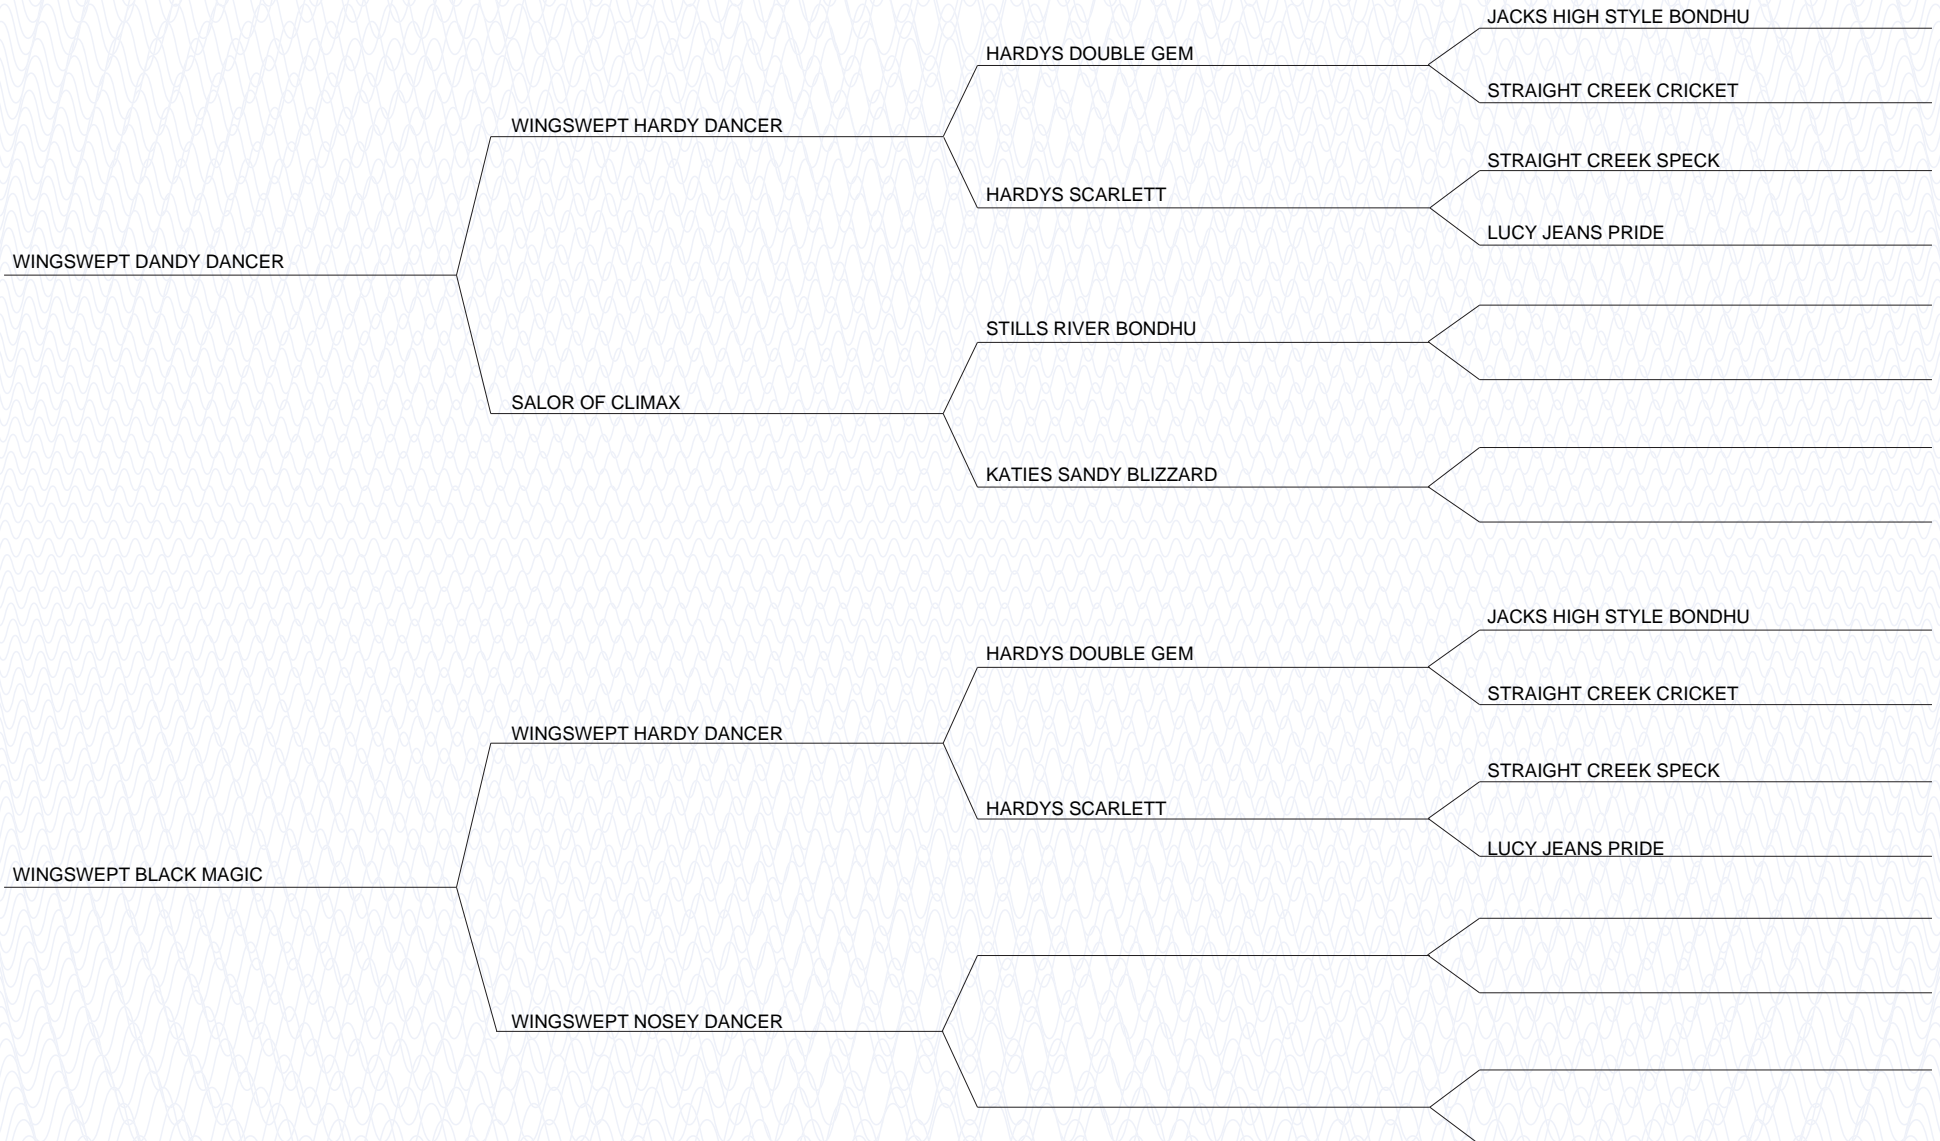 JACKS HIGH STYLE BONDHU
HARDYS DOUBLE GEM
STRAIGHT CREEK CRICKET
WINGSWEPT HARDY DANCER
STRAIGHT CREEK SPECK
HARDYS SCARLETT
LUCY JEANS PRIDE
WINGSWEPT DANDY DANCER
STILLS RIVER BONDHU
SALOR OF CLIMAX
KATIES SANDY BLIZZARD
JACKS HIGH STYLE BONDHU
HARDYS DOUBLE GEM
STRAIGHT CREEK CRICKET
WINGSWEPT HARDY DANCER
STRAIGHT CREEK SPECK
HARDYS SCARLETT
LUCY JEANS PRIDE
WINGSWEPT BLACK MAGIC
WINGSWEPT NOSEY DANCER